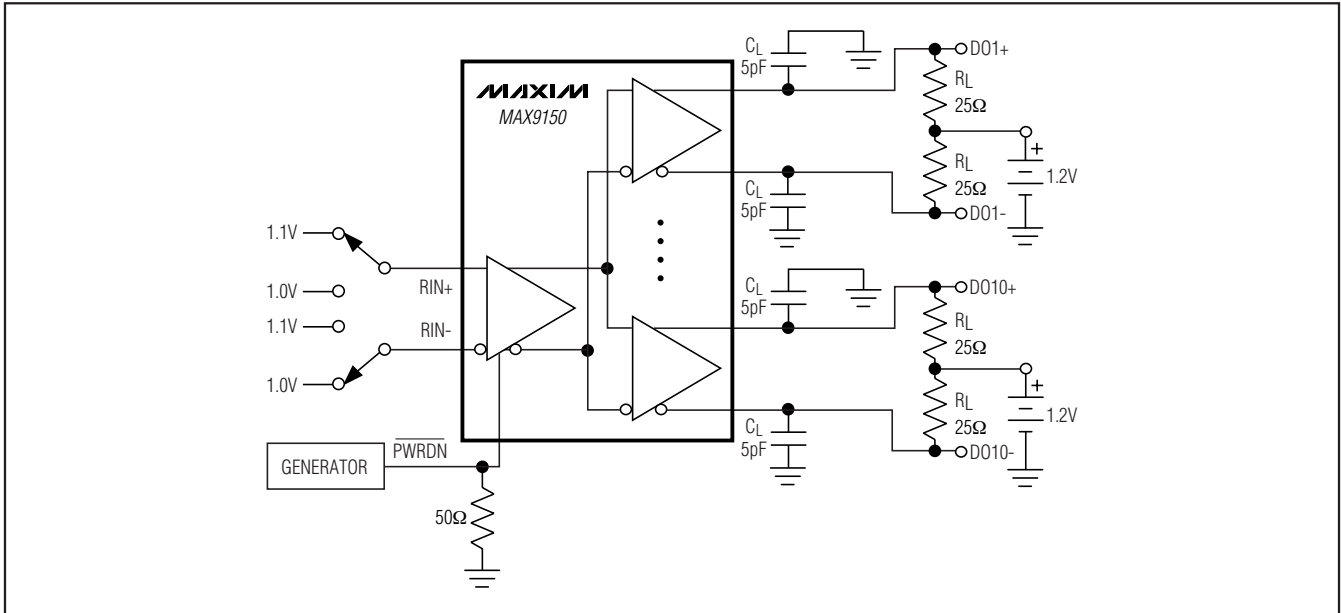 MAXIM
MAX9150
CL
5pF
DO1+
RL
25Ω
RL
25Ω
+
1.2V
CL
5pF
DO1-
1.1V
1.0V
RIN+
1.1V
RIN-
1.0V
CL
5pF
DO10+
RL
25Ω
RL
25Ω
+
1.2V
CL
5pF
DO10-
GENERATOR
PWRDN
50Ω